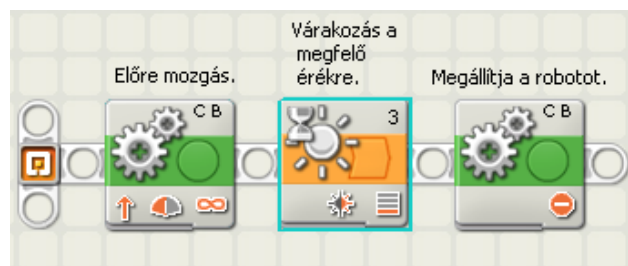 Előre mozgás.
Várakozás a
megfelő
érékre.
Megállítja a robotot.
C B
3
C B